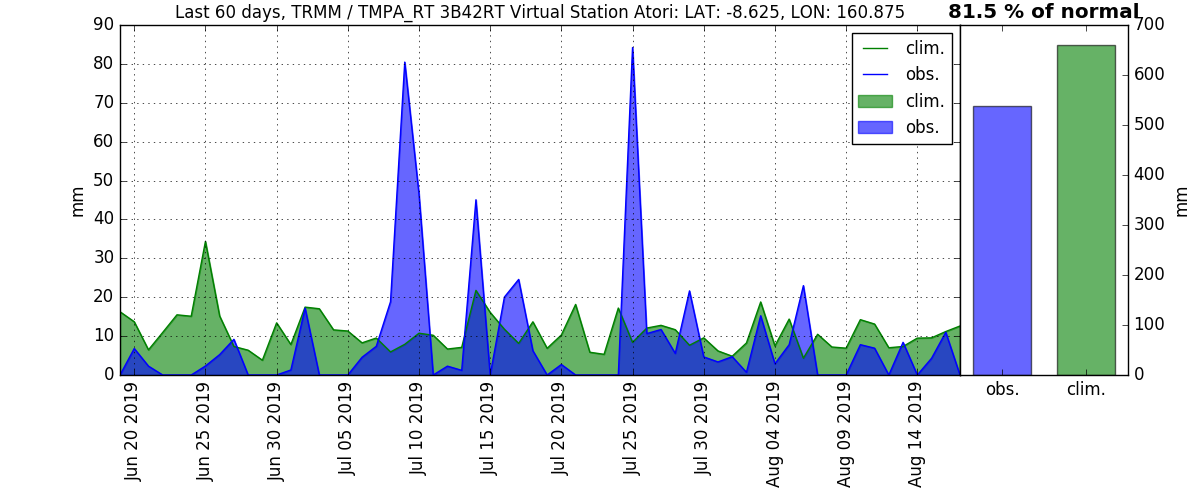 Last 60 days, TRMM / TMPA_RT 3B42RT Virtual Station Atori: LAT: -8.625, LON: 160.875
81.5 % of normal
90
80
70
60
50
40
30
20
10
0
mm
clim.
obs.
clim.
obs.
Jun 20 2019
Jun 25 2019
Jun 30 2019
Jul 05 2019
Jul 10 2019
Jul 15 2019
Jul 20 2019
Jul 25 2019
Jul 30 2019
Aug 04 2019
Aug 09 2019
Aug 14 2019
700
600
500
400
300
200
100
0
mm
obs.
clim.